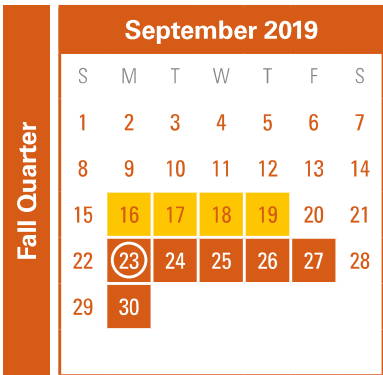 Fall Quarter
September 2019
S M T W T F S
1 2 3 4 5 6 7
8 9 10 11 12 13 14
15 16 17 18 19 20 21
22 23 24 25 26 27 28
29 30